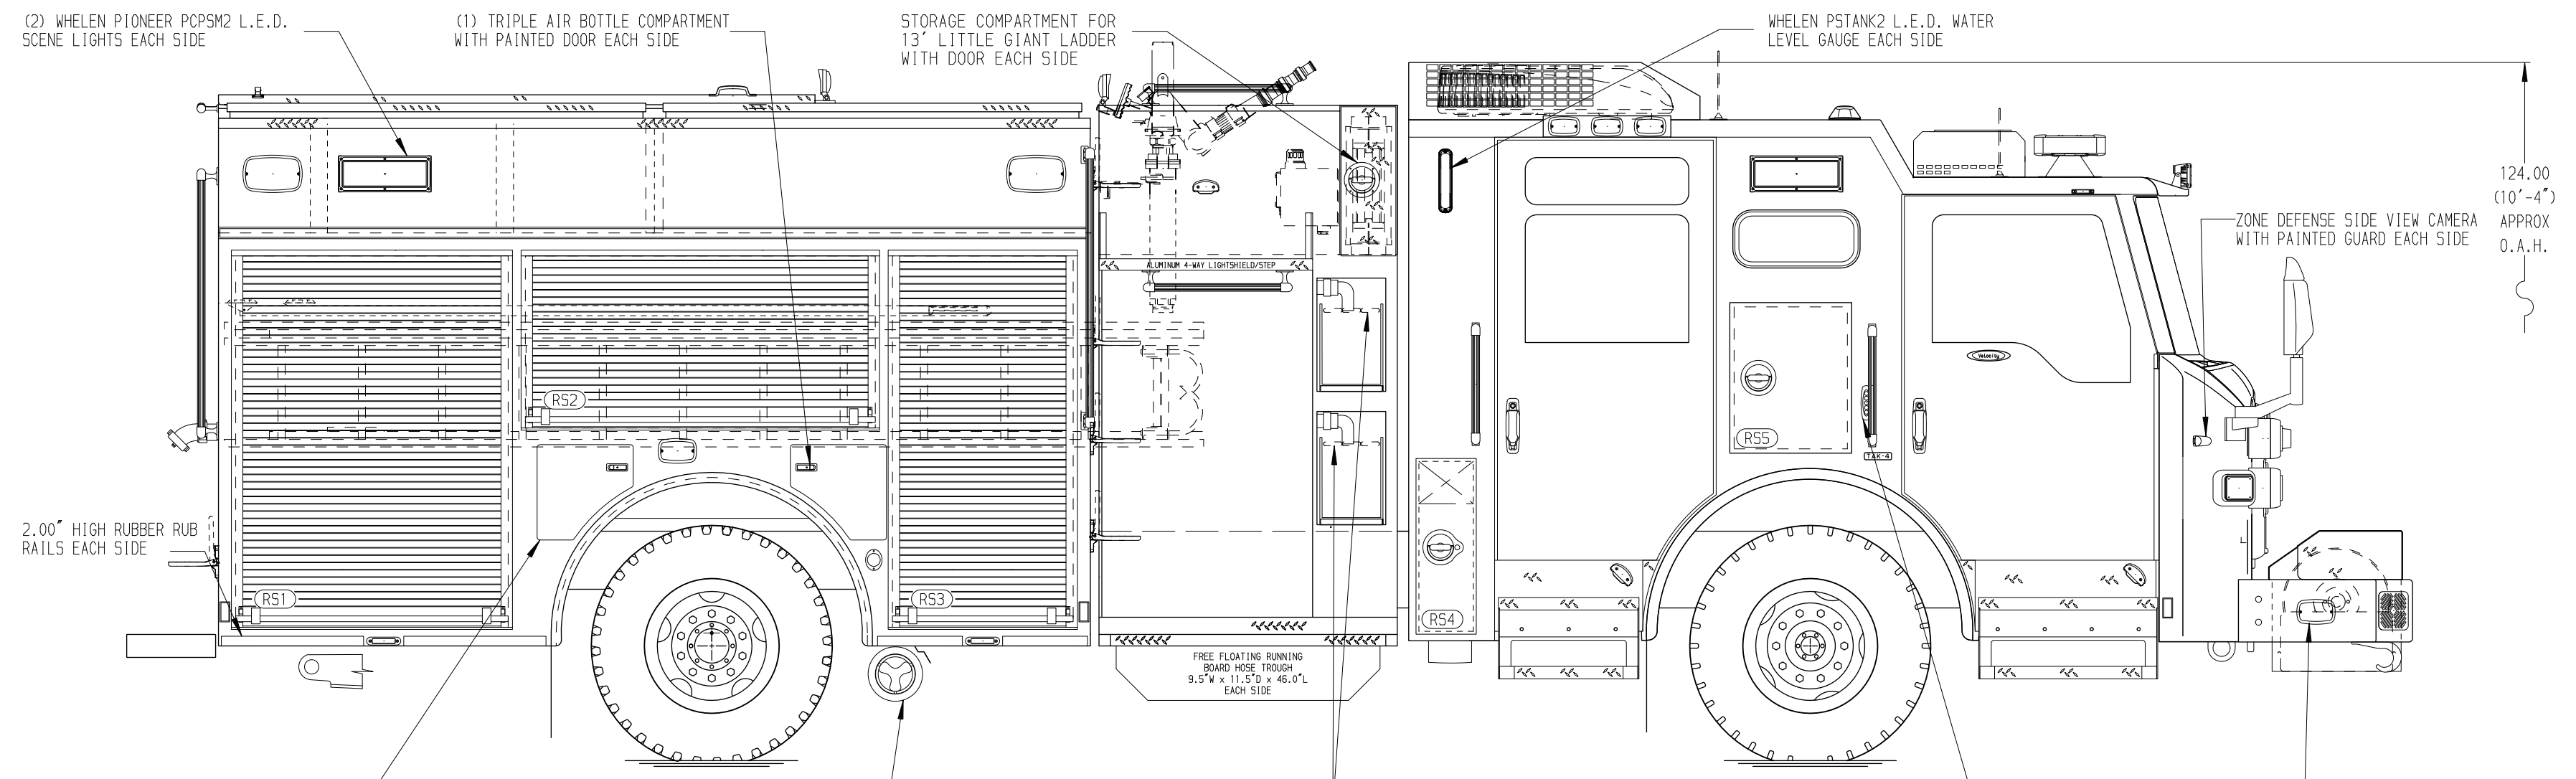 (2) WHELEN PIONEER PCPSM2 L.E.D.
SCENE LIGHTS EACH SIDE
(1) TRIPLE AIR BOTTLE COMPARTMENT
WITH PAINTED DOOR EACH SIDE
STORAGE COMPARTMENT FOR
13' LITTLE GIANT LADDER
WITH DOOR EACH SIDE
WHELEN PSTANK2 L.E.D. WATER
LEVEL GAUGE EACH SIDE
124.00
(10'-4")
APPROX
O.A.H.
ZONE DEFENSE SIDE VIEW CAMERA
WITH PAINTED GUARD EACH SIDE
ALUMINUM 4-WAY LIGHTSHIELD/STEP
Velocity
RS2
RS5
TAK-4
2.00" HIGH RUBBER RUB
RAILS EACH SIDE
RS1
RS3
RS4
FREE FLOATING RUNNING
BOARD HOSE TROUGH
9.5"W x 11.5"D x 46.0"L
EACH SIDE